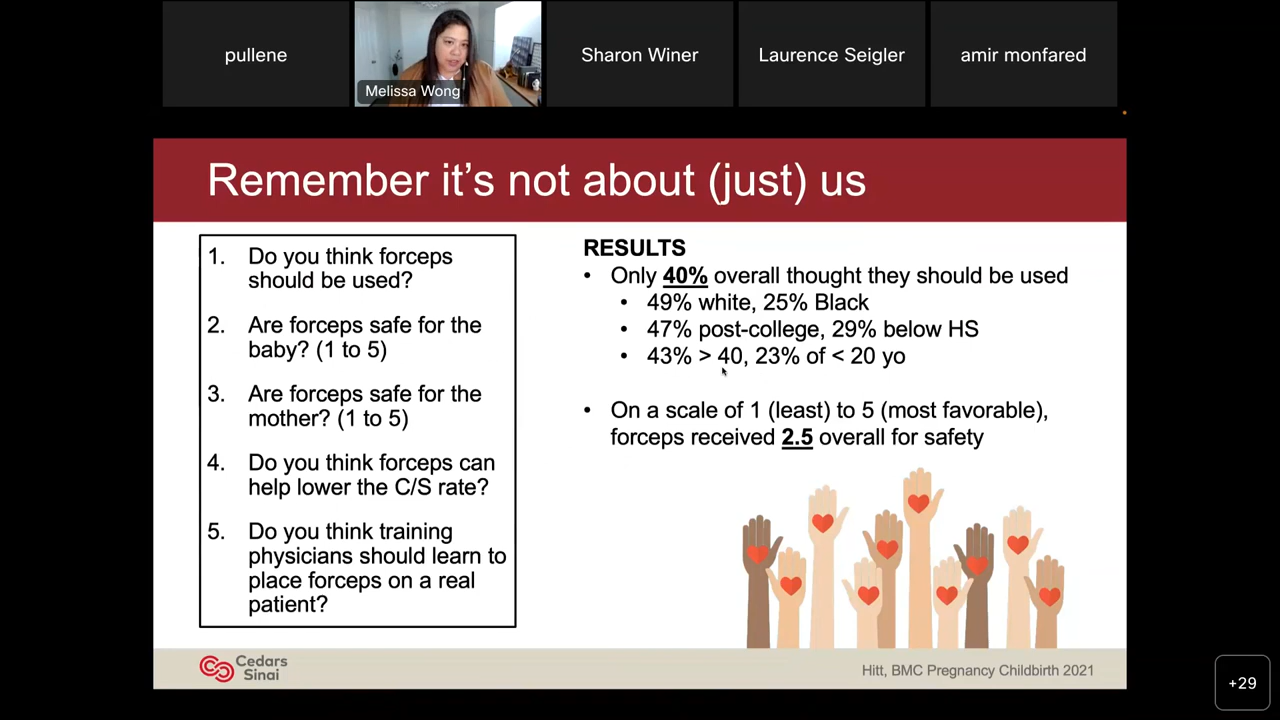 pullene
Melissa Wong
Sharon Winer
Laurence Seigler
amir monfared
Remember it’s not about (just) us
1. Do you think forceps
should be used?
2. Are forceps safe for the
baby? (1 to 5)
3. Are forceps safe for the
mother? (1 to 5)
4. Do you think forceps can
help lower the C/S rate?
5. Do you think training
physicians should learn to
place forceps on a real
patient?
RESULTS
• Only 40% overall thought they should be used
• 49% white, 25% Black
• 47% post-college, 29% below HS
• 43% > 40, 23% of < 20 yo
• On a scale of 1 (least) to 5 (most favorable),
forceps received 2.5 overall for safety
Cedars
Sinai
Hitt, BMC Pregnancy Childbirth 2021
+29